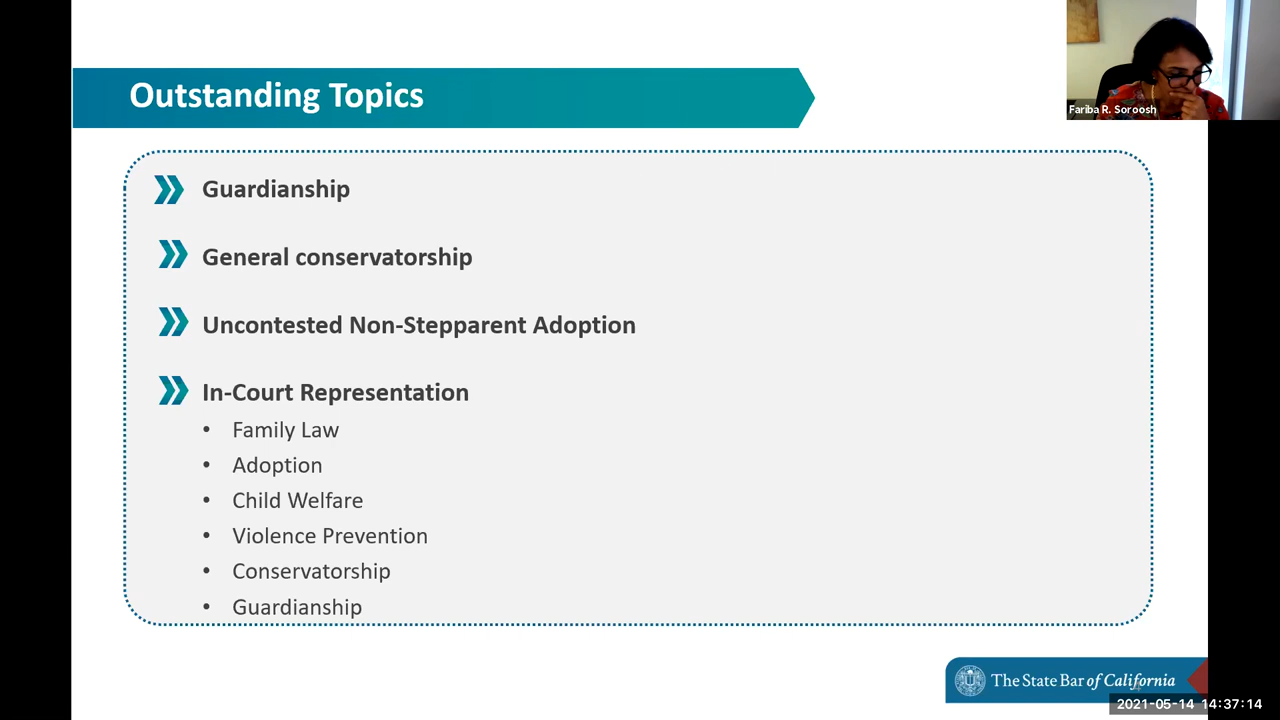 Outstanding Topics
Fariba R. Soroosh
Guardianship
General conservatorship
Uncontested Non-Stepparent Adoption
In-Court Representation
• Family Law
• Adoption
• Child Welfare
• Violence Prevention
• Conservatorship
• Guardianship
The State Bar of California
2021-05-14 14:37:14